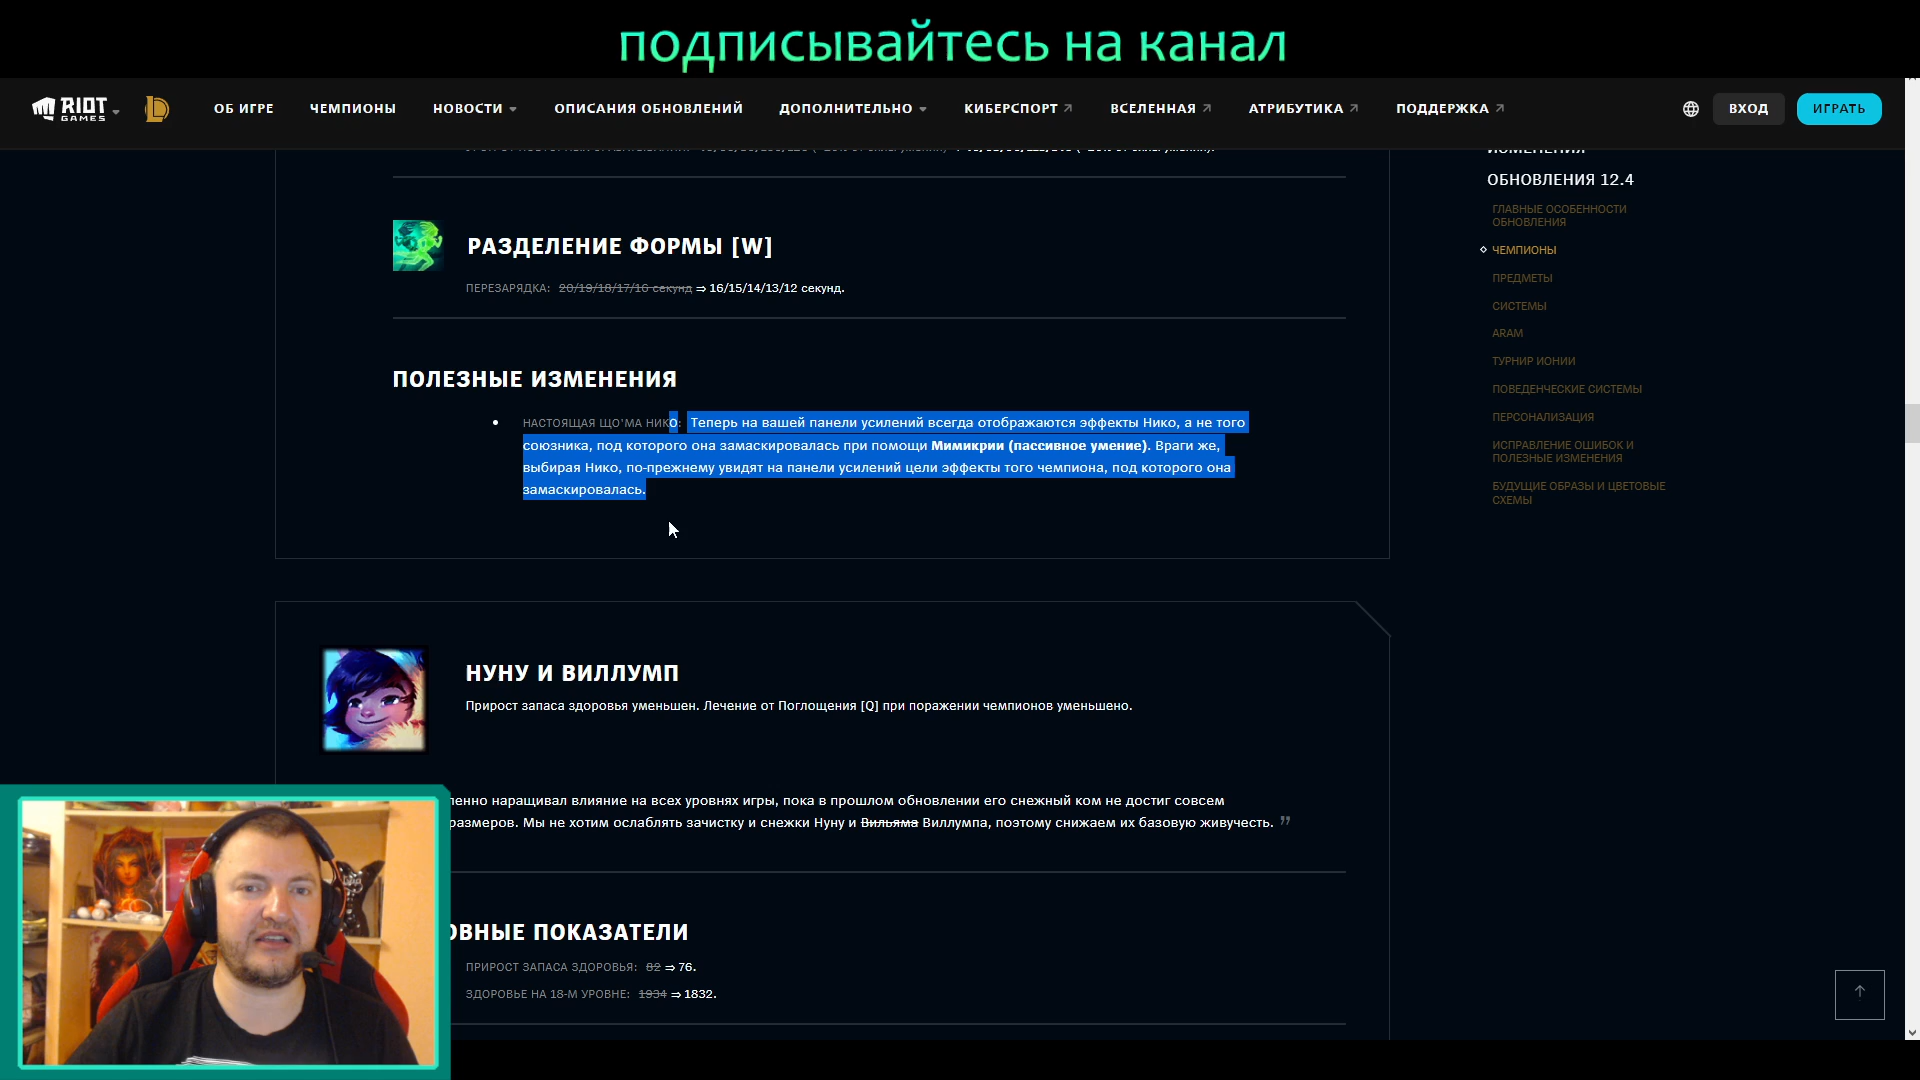 подписывайтесь на канал
RIOT GAMES
ОБ ИГРЕ ЧЕМПИОНЫ НОВОСТИ ОПИСАНИЯ ОБНОВЛЕНИЙ ДОПОЛНИТЕЛЬНО КИБЕРСПОРТ ВСЕЛЕННАЯ АТРИБУТИКА ПОДДЕРЖКА ВХОД ИГРАТЬ
РАЗДЕЛЕНИЕ ФОРМЫ [W]
ПЕРЕЗАРЯДКА: 20/19/18/17/16 секунд ⇒ 16/15/14/13/12 секунд.
ПОЛЕЗНЫЕ ИЗМЕНЕНИЯ
• НАСТОЯЩАЯ ЩО'МА НИКО: Теперь на вашей панели усилений всегда отображаются эффекты Нико, а не того
союзника, под которого она замаскировалась при помощи Мимикрии (пассивное умение). Враги же,
выбирая Нико, по-прежнему увидят на панели усилений цели эффекты того чемпиона, под которого она
замаскировалась.
НУНУ И ВИЛЛУМП
Прирост запаса здоровья уменьшен. Лечение от Поглощения [Q] при поражении чемпионов уменьшено.
ленно наращивал влияние на всех уровнях игры, пока в прошлом обновлении его снежный ком не достиг совсем
размеров. Мы не хотим ослаблять зачистку и снежки Нуну и Вильяма Виллумпа, поэтому снижаем их базовую живучесть. ”
ОВНЫЕ ПОКАЗАТЕЛИ
ПРИРОСТ ЗАПАСА ЗДОРОВЬЯ: 82 ⇒ 76.
ЗДОРОВЬЕ НА 18-М УРОВНЕ: 1934 ⇒ 1832.
ИЗМЕНЕНИЯ
ОБНОВЛЕНИЯ 12.4
ГЛАВНЫЕ ОСОБЕННОСТИ
ОБНОВЛЕНИЯ
ЧЕМПИОНЫ
ПРЕДМЕТЫ
СИСТЕМЫ
ARAM
ТУРНИР ИОНИИ
ПОВЕДЕНЧЕСКИЕ СИСТЕМЫ
ПЕРСОНАЛИЗАЦИЯ
ИСПРАВЛЕНИЕ ОШИБОК И
ПОЛЕЗНЫЕ ИЗМЕНЕНИЯ
БУДУЩИЕ ОБРАЗЫ И ЦВЕТОВЫЕ
СХЕМЫ